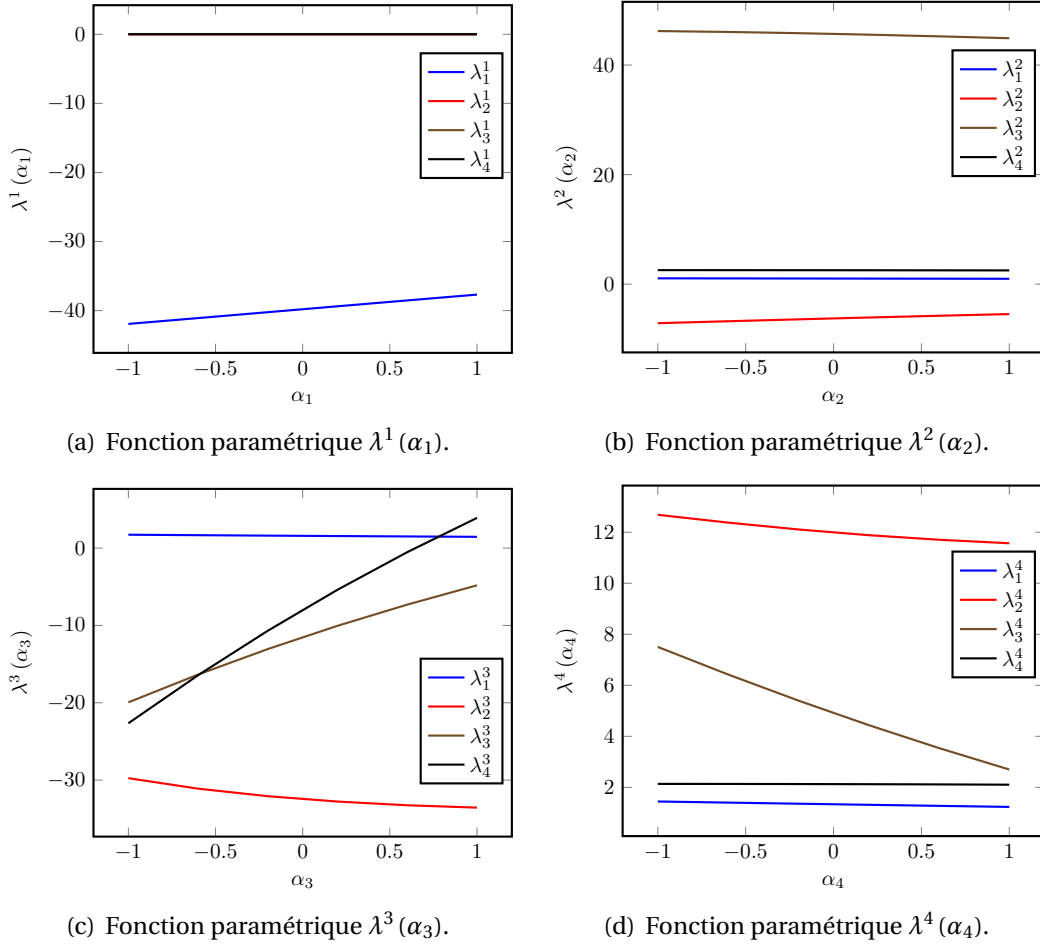 0
−10
−20
−30
−40
−1 −0.5 0 0.5 1
α₁
λ¹ (α₁)
λ¹₁
λ¹₂
λ¹₃
λ¹₄
(a) Fonction paramétrique λ¹ (α₁).
40
20
0
−1 −0.5 0 0.5 1
α₂
λ² (α₂)
λ²₁
λ²₂
λ²₃
λ²₄
(b) Fonction paramétrique λ² (α₂).
0
−10
−20
−30
−1 −0.5 0 0.5 1
α₃
λ³ (α₃)
λ³₁
λ³₂
λ³₃
λ³₄
(c) Fonction paramétrique λ³ (α₃).
12
10
8
6
4
2
−1 −0.5 0 0.5 1
α₄
λ⁴ (α₄)
λ⁴₁
λ⁴₂
λ⁴₃
λ⁴₄
(d) Fonction paramétrique λ⁴ (α₄).